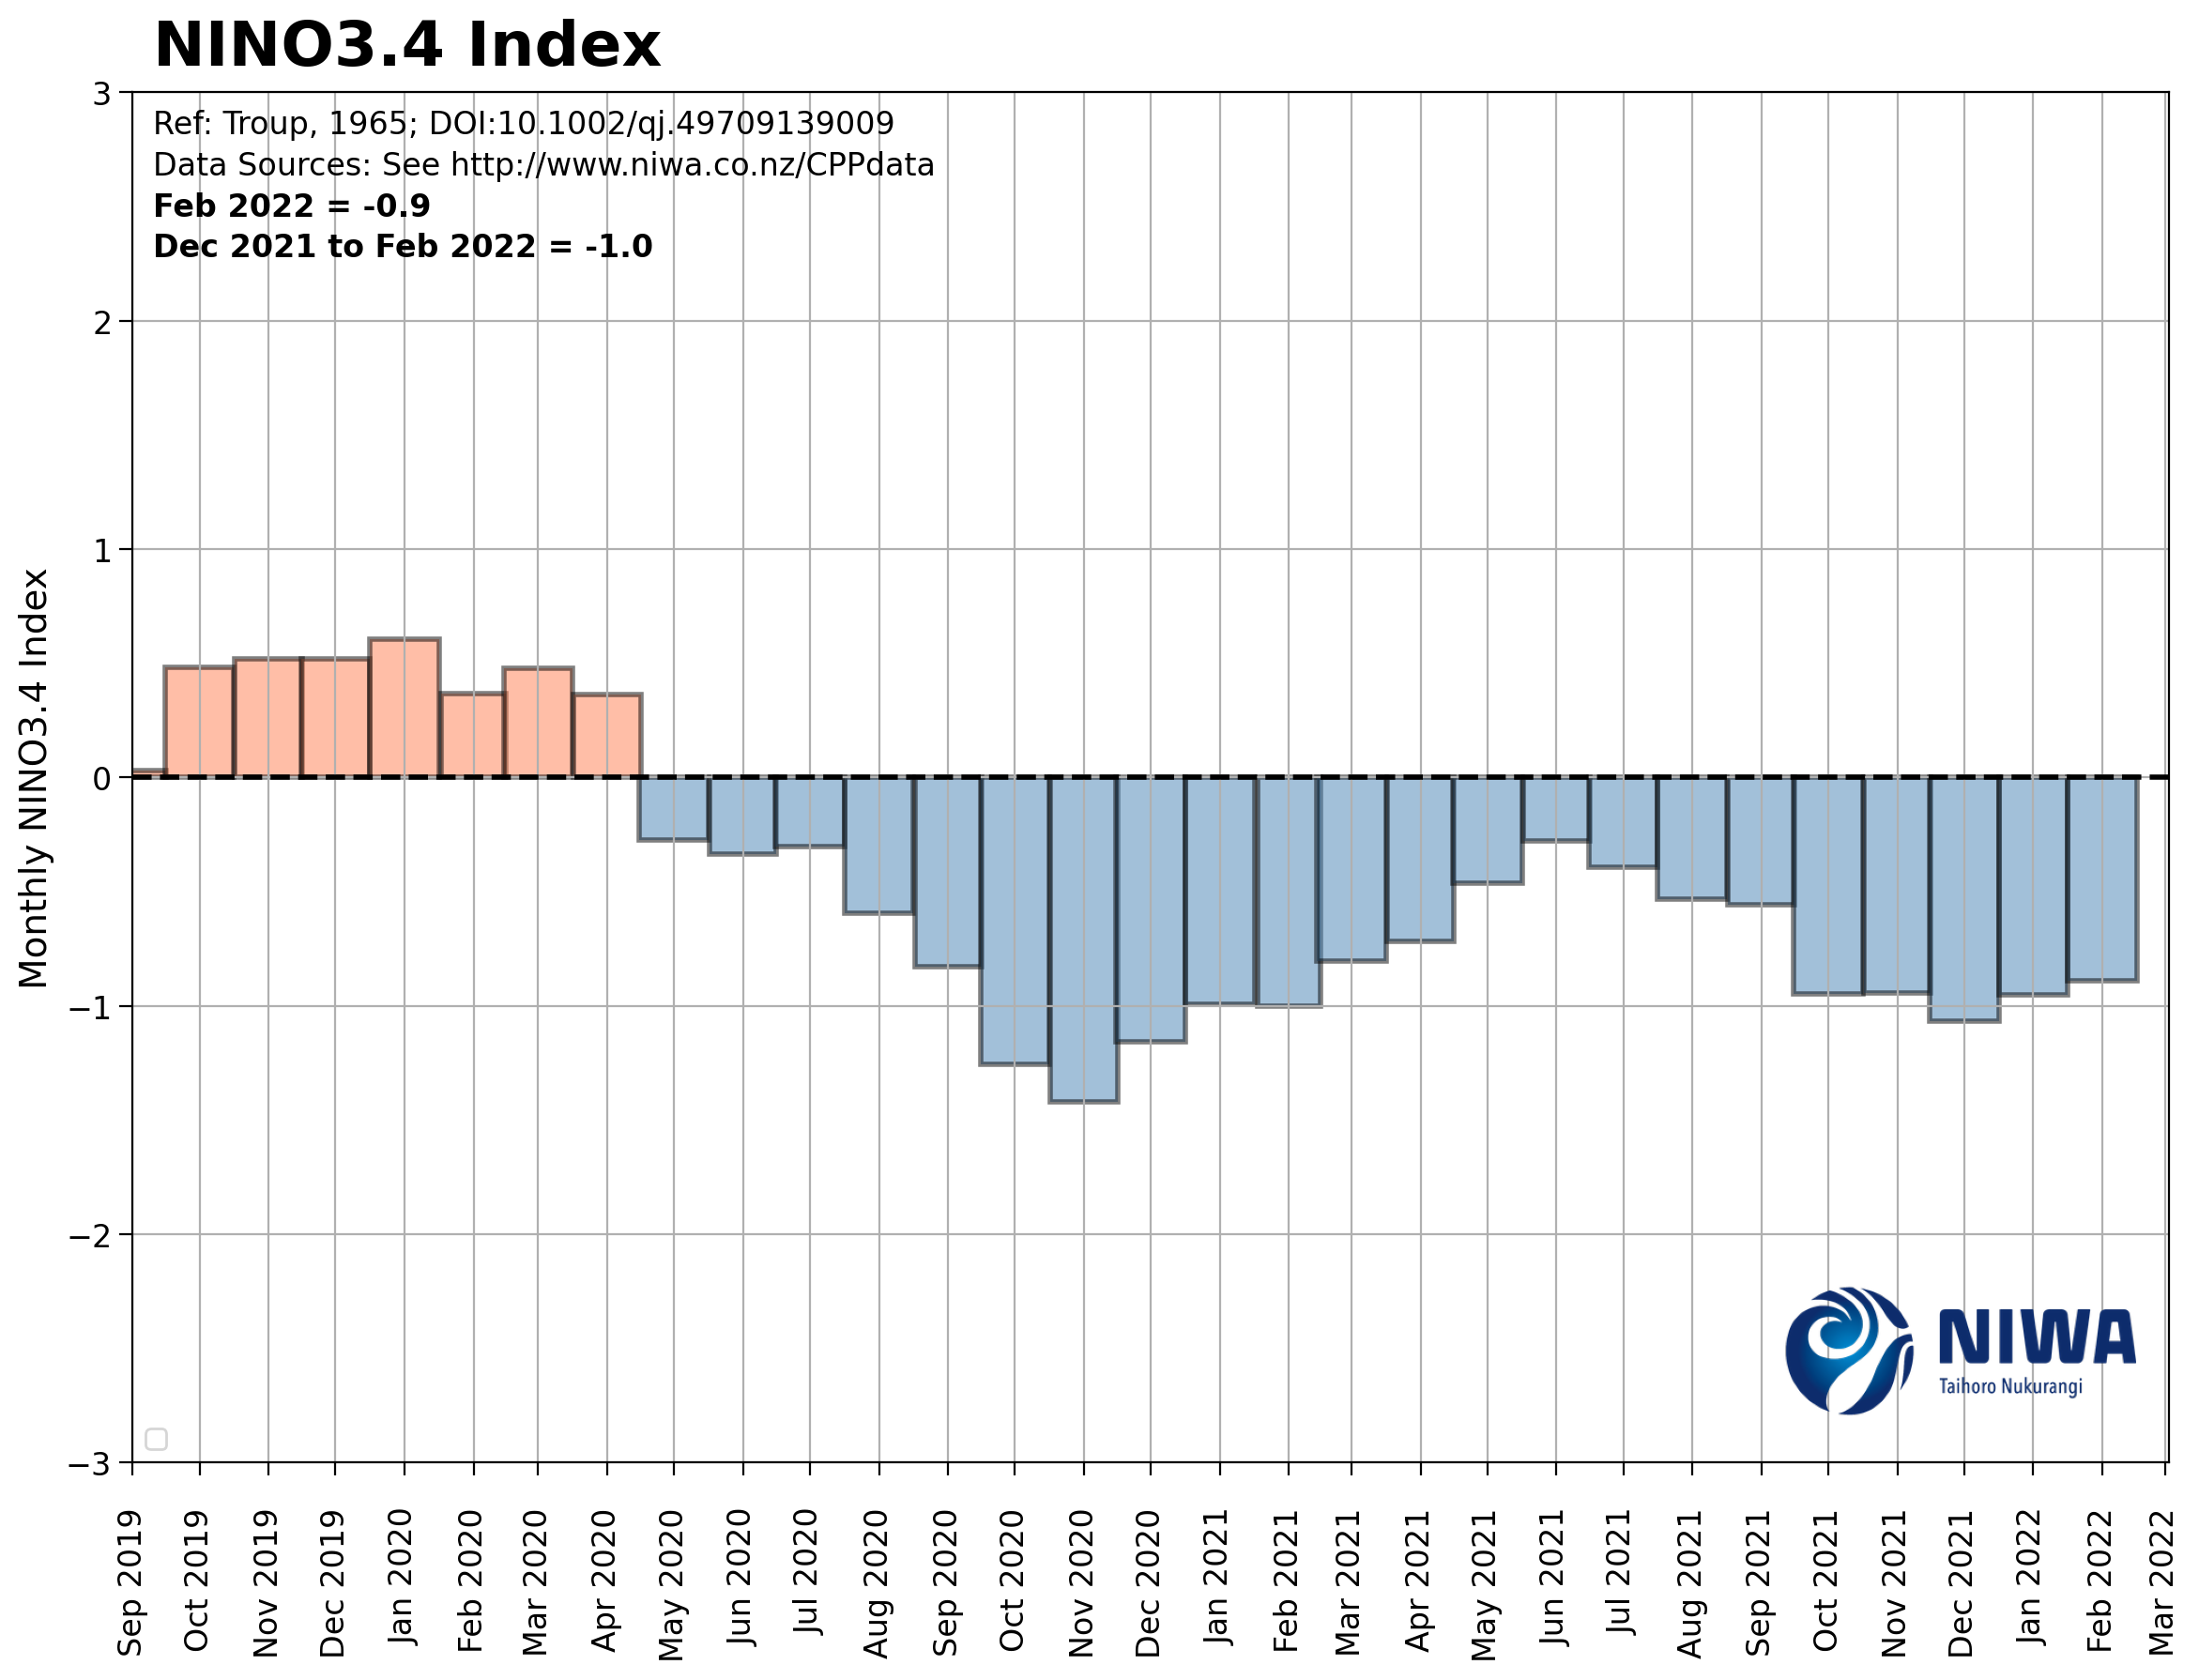 NINO3.4 Index
Ref: Troup, 1965; DOI:10.1002/qj.49709139009
Data Sources: See http://www.niwa.co.nz/CPPdata
Feb 2022 = -0.9
Dec 2021 to Feb 2022 = -1.0
Monthly NINO3.4 Index
3
2
1
0
−1
−2
−3
NIWA
Taihoro Nukurangi
Sep 2019
Oct 2019
Nov 2019
Dec 2019
Jan 2020
Feb 2020
Mar 2020
Apr 2020
May 2020
Jun 2020
Jul 2020
Aug 2020
Sep 2020
Oct 2020
Nov 2020
Dec 2020
Jan 2021
Feb 2021
Mar 2021
Apr 2021
May 2021
Jun 2021
Jul 2021
Aug 2021
Sep 2021
Oct 2021
Nov 2021
Dec 2021
Jan 2022
Feb 2022
Mar 2022